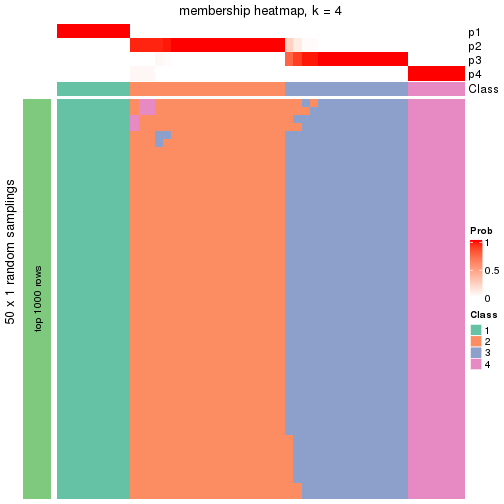 membership heatmap, k = 4
p1
p2
p3
p4
Class
50 x 1 random samplings
top 1000 rows
Prob
1
0.5
0
Class
1
2
3
4